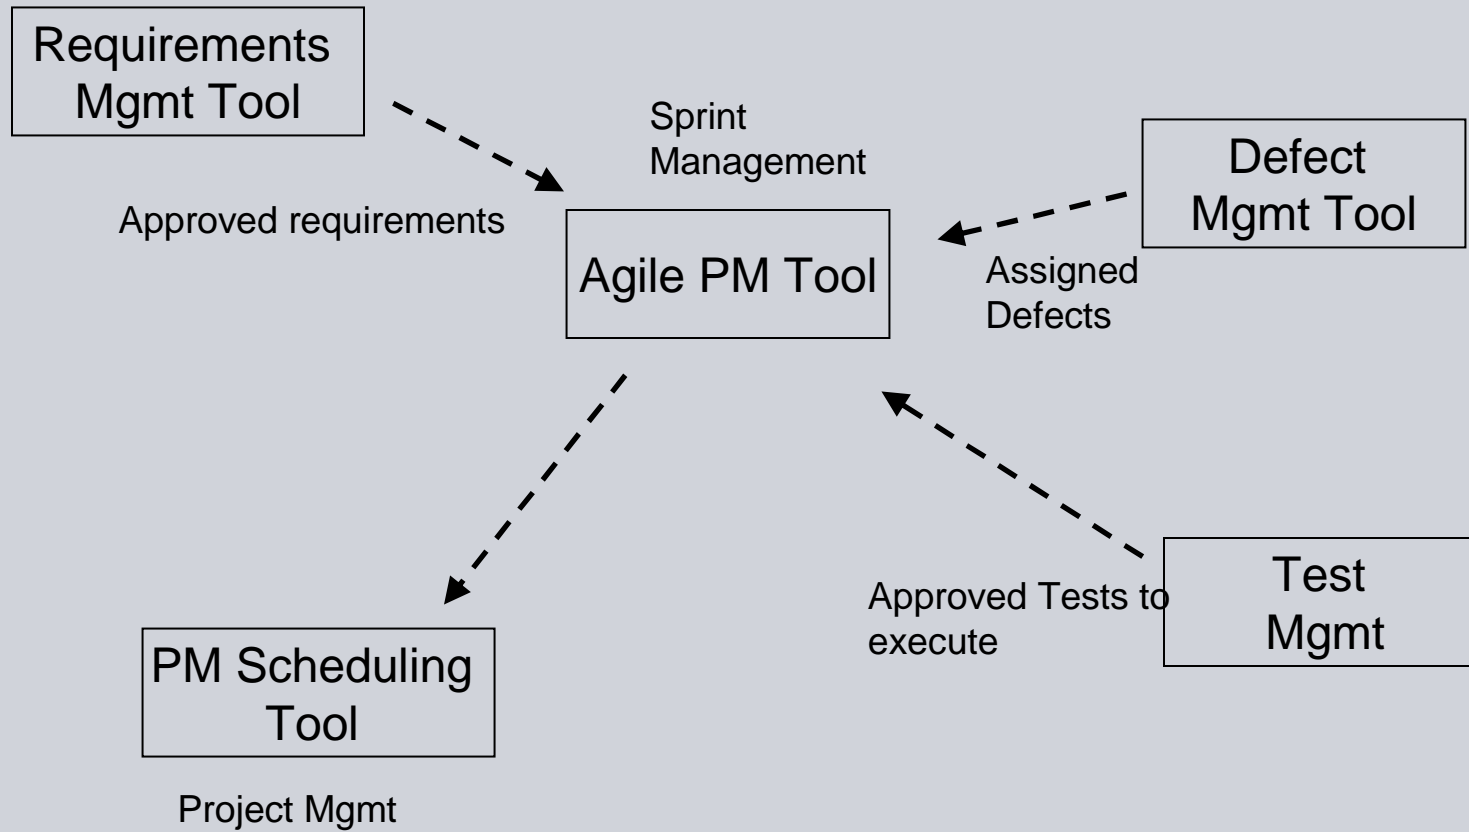 Requirements
Mgmt Tool
Sprint
Management
Defect
Mgmt Tool
Approved requirements
Agile PM Tool
Assigned
Defects
Approved Tests to
execute
Test
Mgmt
PM Scheduling
Tool
Project Mgmt